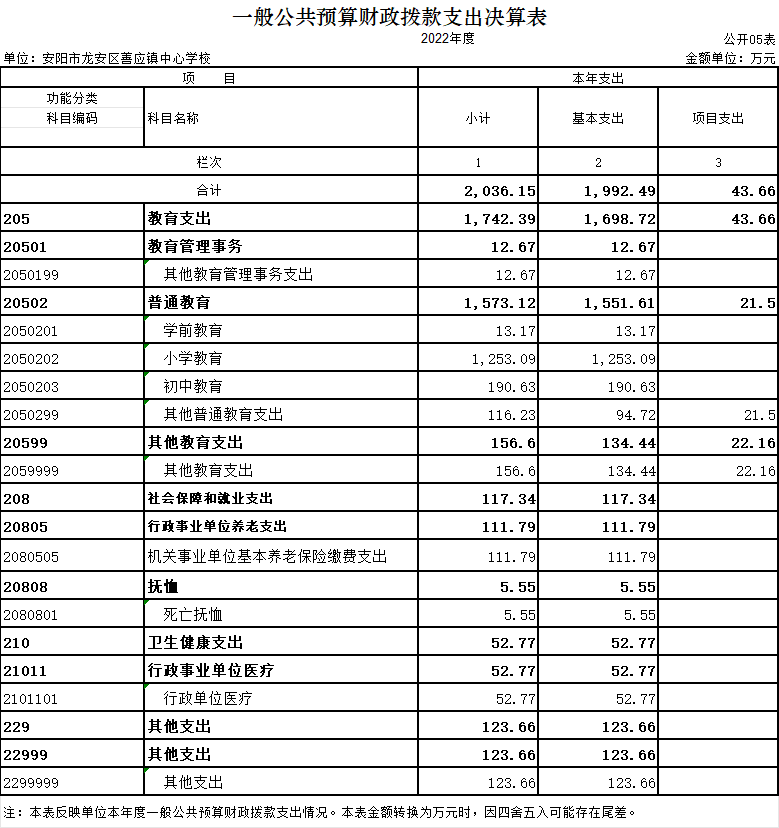 一般公共预算财政拨款支出决算表
2022年度
公开05表
单位：安阳市龙安区善应镇中心学校 金额单位：万元
项 目 本年支出
功能分类科目编码 科目名称 小计 基本支出 项目支出
栏次 1 2 3
合计 2,036.15 1,992.49 43.66
205 教育支出 1,742.39 1,698.72 43.66
20501 教育管理事务 12.67 12.67
2050199 其他教育管理事务支出 12.67 12.67
20502 普通教育 1,573.12 1,551.61 21.5
2050201 学前教育 13.17 13.17
2050202 小学教育 1,253.09 1,253.09
2050203 初中教育 190.63 190.63
2050299 其他普通教育支出 116.23 94.72 21.5
20599 其他教育支出 156.6 134.44 22.16
2059999 其他教育支出 156.6 134.44 22.16
208 社会保障和就业支出 117.34 117.34
20805 行政事业单位养老支出 111.79 111.79
2080505 机关事业单位基本养老保险缴费支出 111.79 111.79
20808 抚恤 5.55 5.55
2080801 死亡抚恤 5.55 5.55
210 卫生健康支出 52.77 52.77
21011 行政事业单位医疗 52.77 52.77
2101101 行政单位医疗 52.77 52.77
229 其他支出 123.66 123.66
22999 其他支出 123.66 123.66
2299999 其他支出 123.66 123.66
注：本表反映单位本年度一般公共预算财政拨款支出情况。本表金额转换为万元时，因四舍五入可能存在尾差。